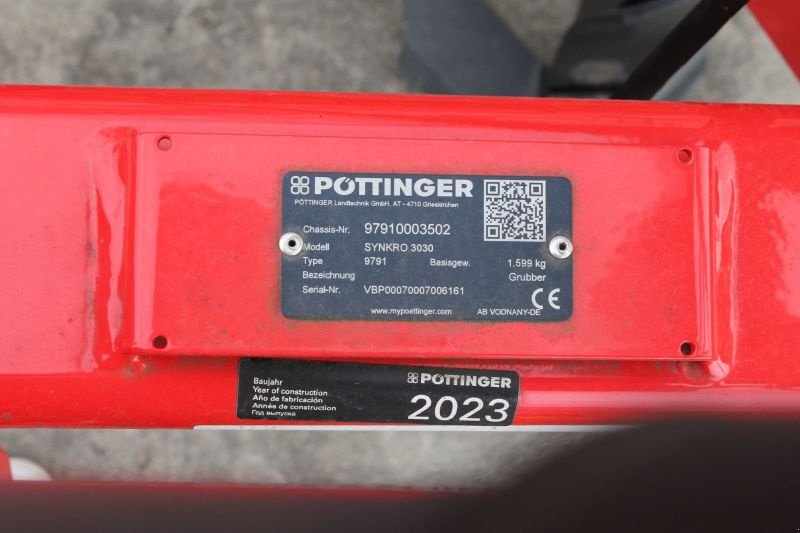 PÖTTINGER
PÖTTINGER Landtechnik GmbH. AT - 4710 Grieskirchen
Chassis-Nr. 97910003502
Modell SYNKRO 3030
Type 9791 Basisgew. 1.599 kg
Bezeichnung Grubber
Serial-Nr. VBP00070007006161
www.mypoettinger.com AB VODNANY-DE
CE
Baujahr PÖTTINGER
Year of construction
Año de fabricación
Année de construction
Год выпуска
2023